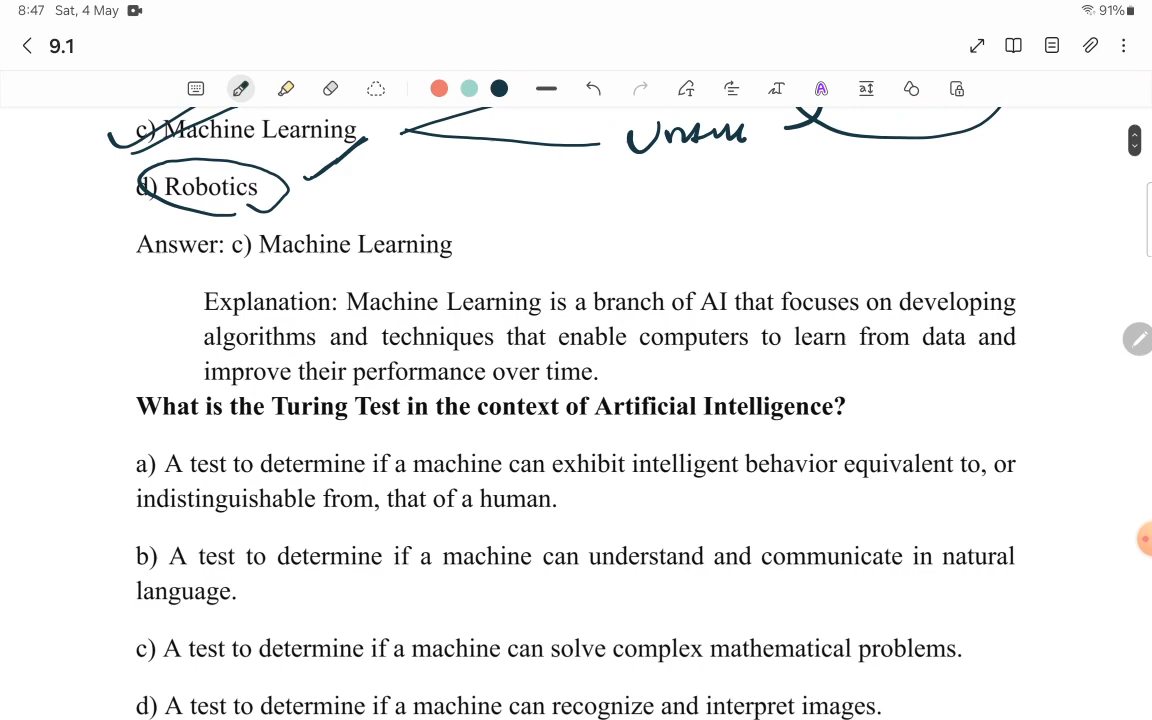 8:47 Sat, 4 May 91%
9.1
c) Machine Learning
d) Robotics
Answer: c) Machine Learning
Explanation: Machine Learning is a branch of AI that focuses on developing
algorithms and techniques that enable computers to learn from data and
improve their performance over time.
What is the Turing Test in the context of Artificial Intelligence?
a) A test to determine if a machine can exhibit intelligent behavior equivalent to, or
indistinguishable from, that of a human.
b) A test to determine if a machine can understand and communicate in natural
language.
c) A test to determine if a machine can solve complex mathematical problems.
d) A test to determine if a machine can recognize and interpret images.